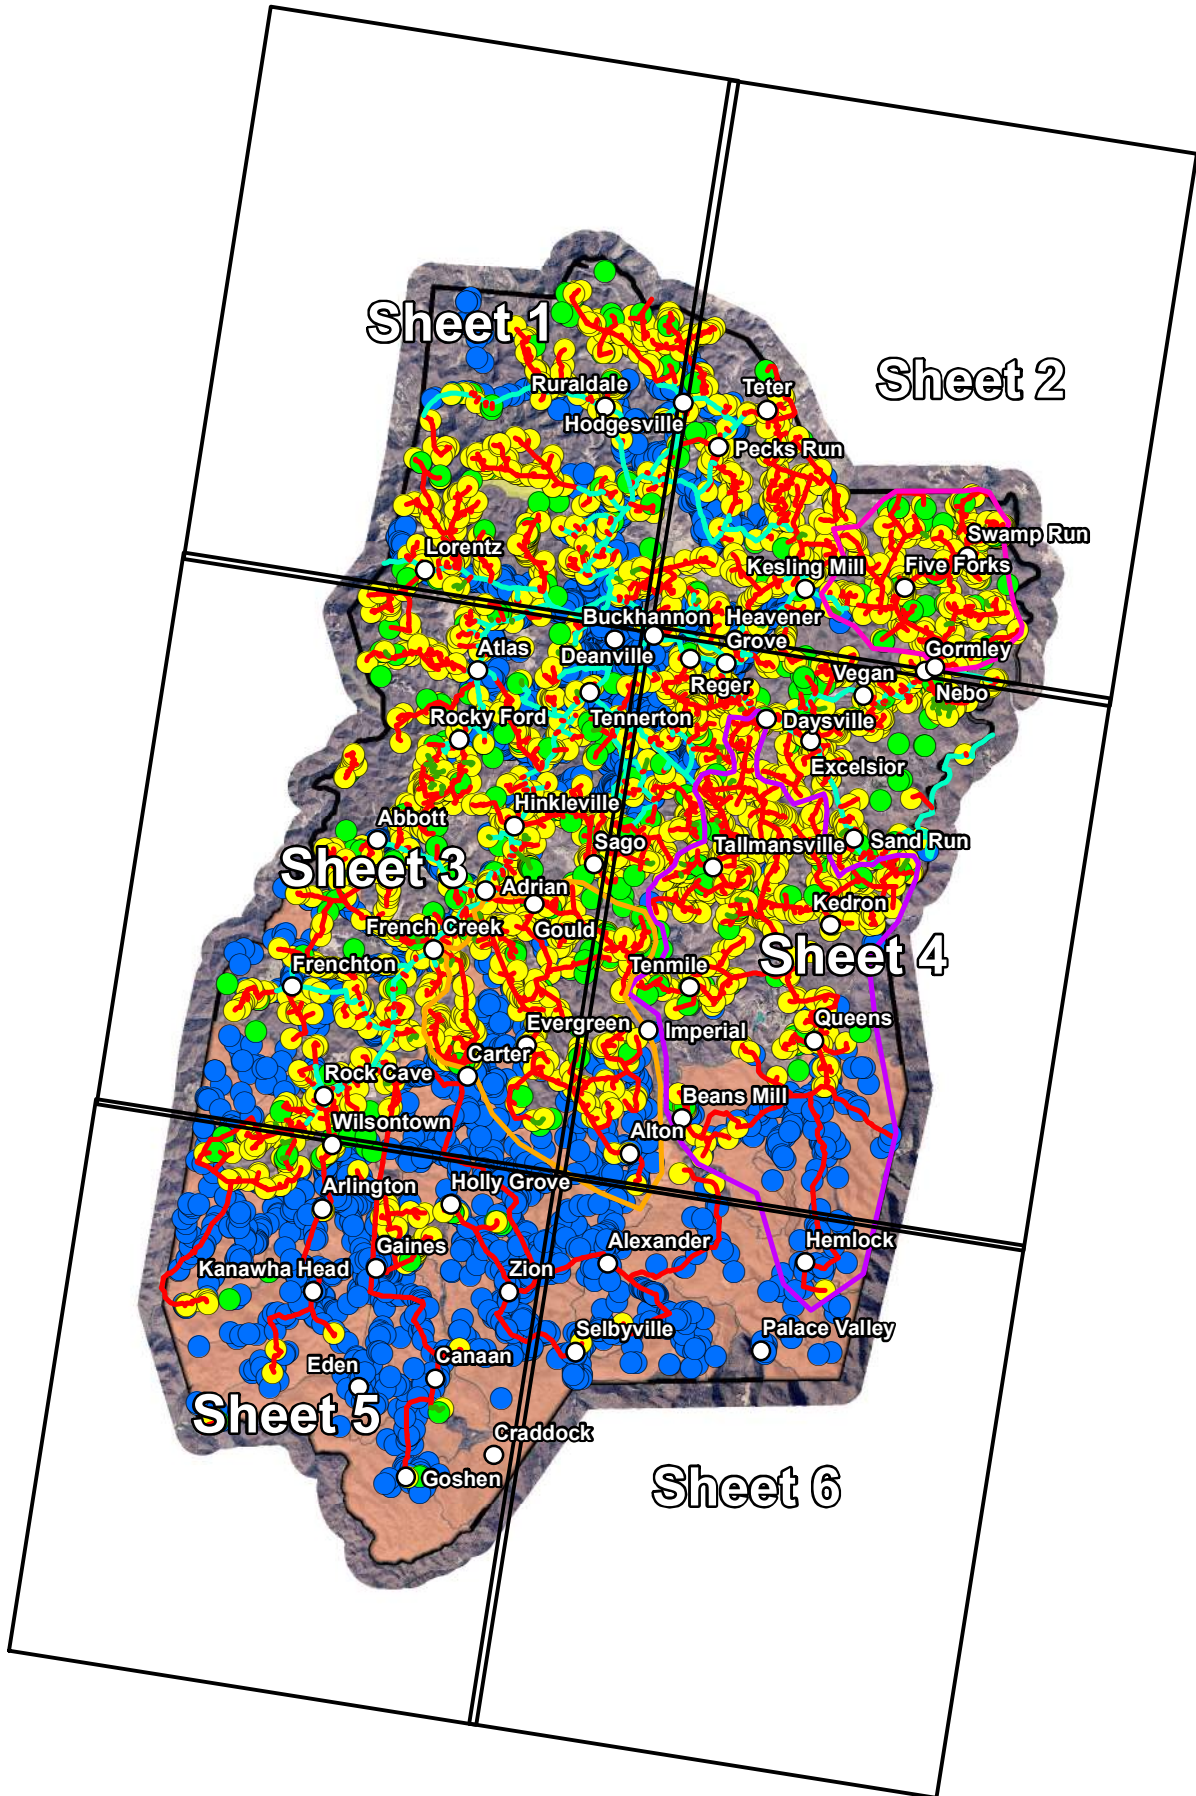 Sheet 1
Sheet 2
Ruraldale
Teter
Hodgesville
Pecks Run
Swamp Run
Lorentz
Kesling Mill
Five Forks
Buckhannon
Heavener
Grove
Atlas
Deanville
Gormley
Reger
Vegan
Nebo
Rocky Ford
Tennerton
Daysville
Excelsior
Hinkleville
Abbott
Sago
Tallmansville
Sand Run
Sheet 3
Adrian
Kedron
French Creek
Gould
Sheet 4
Frenchton
Tenmile
Evergreen
Imperial
Queens
Carter
Rock Cave
Beans Mill
Wilsontown
Alton
Arlington
Holly Grove
Gaines
Alexander
Hemlock
Kanawha Head
Zion
Selbyville
Palace Valley
Eden
Canaan
Sheet 5
Craddock
Goshen
Sheet 6